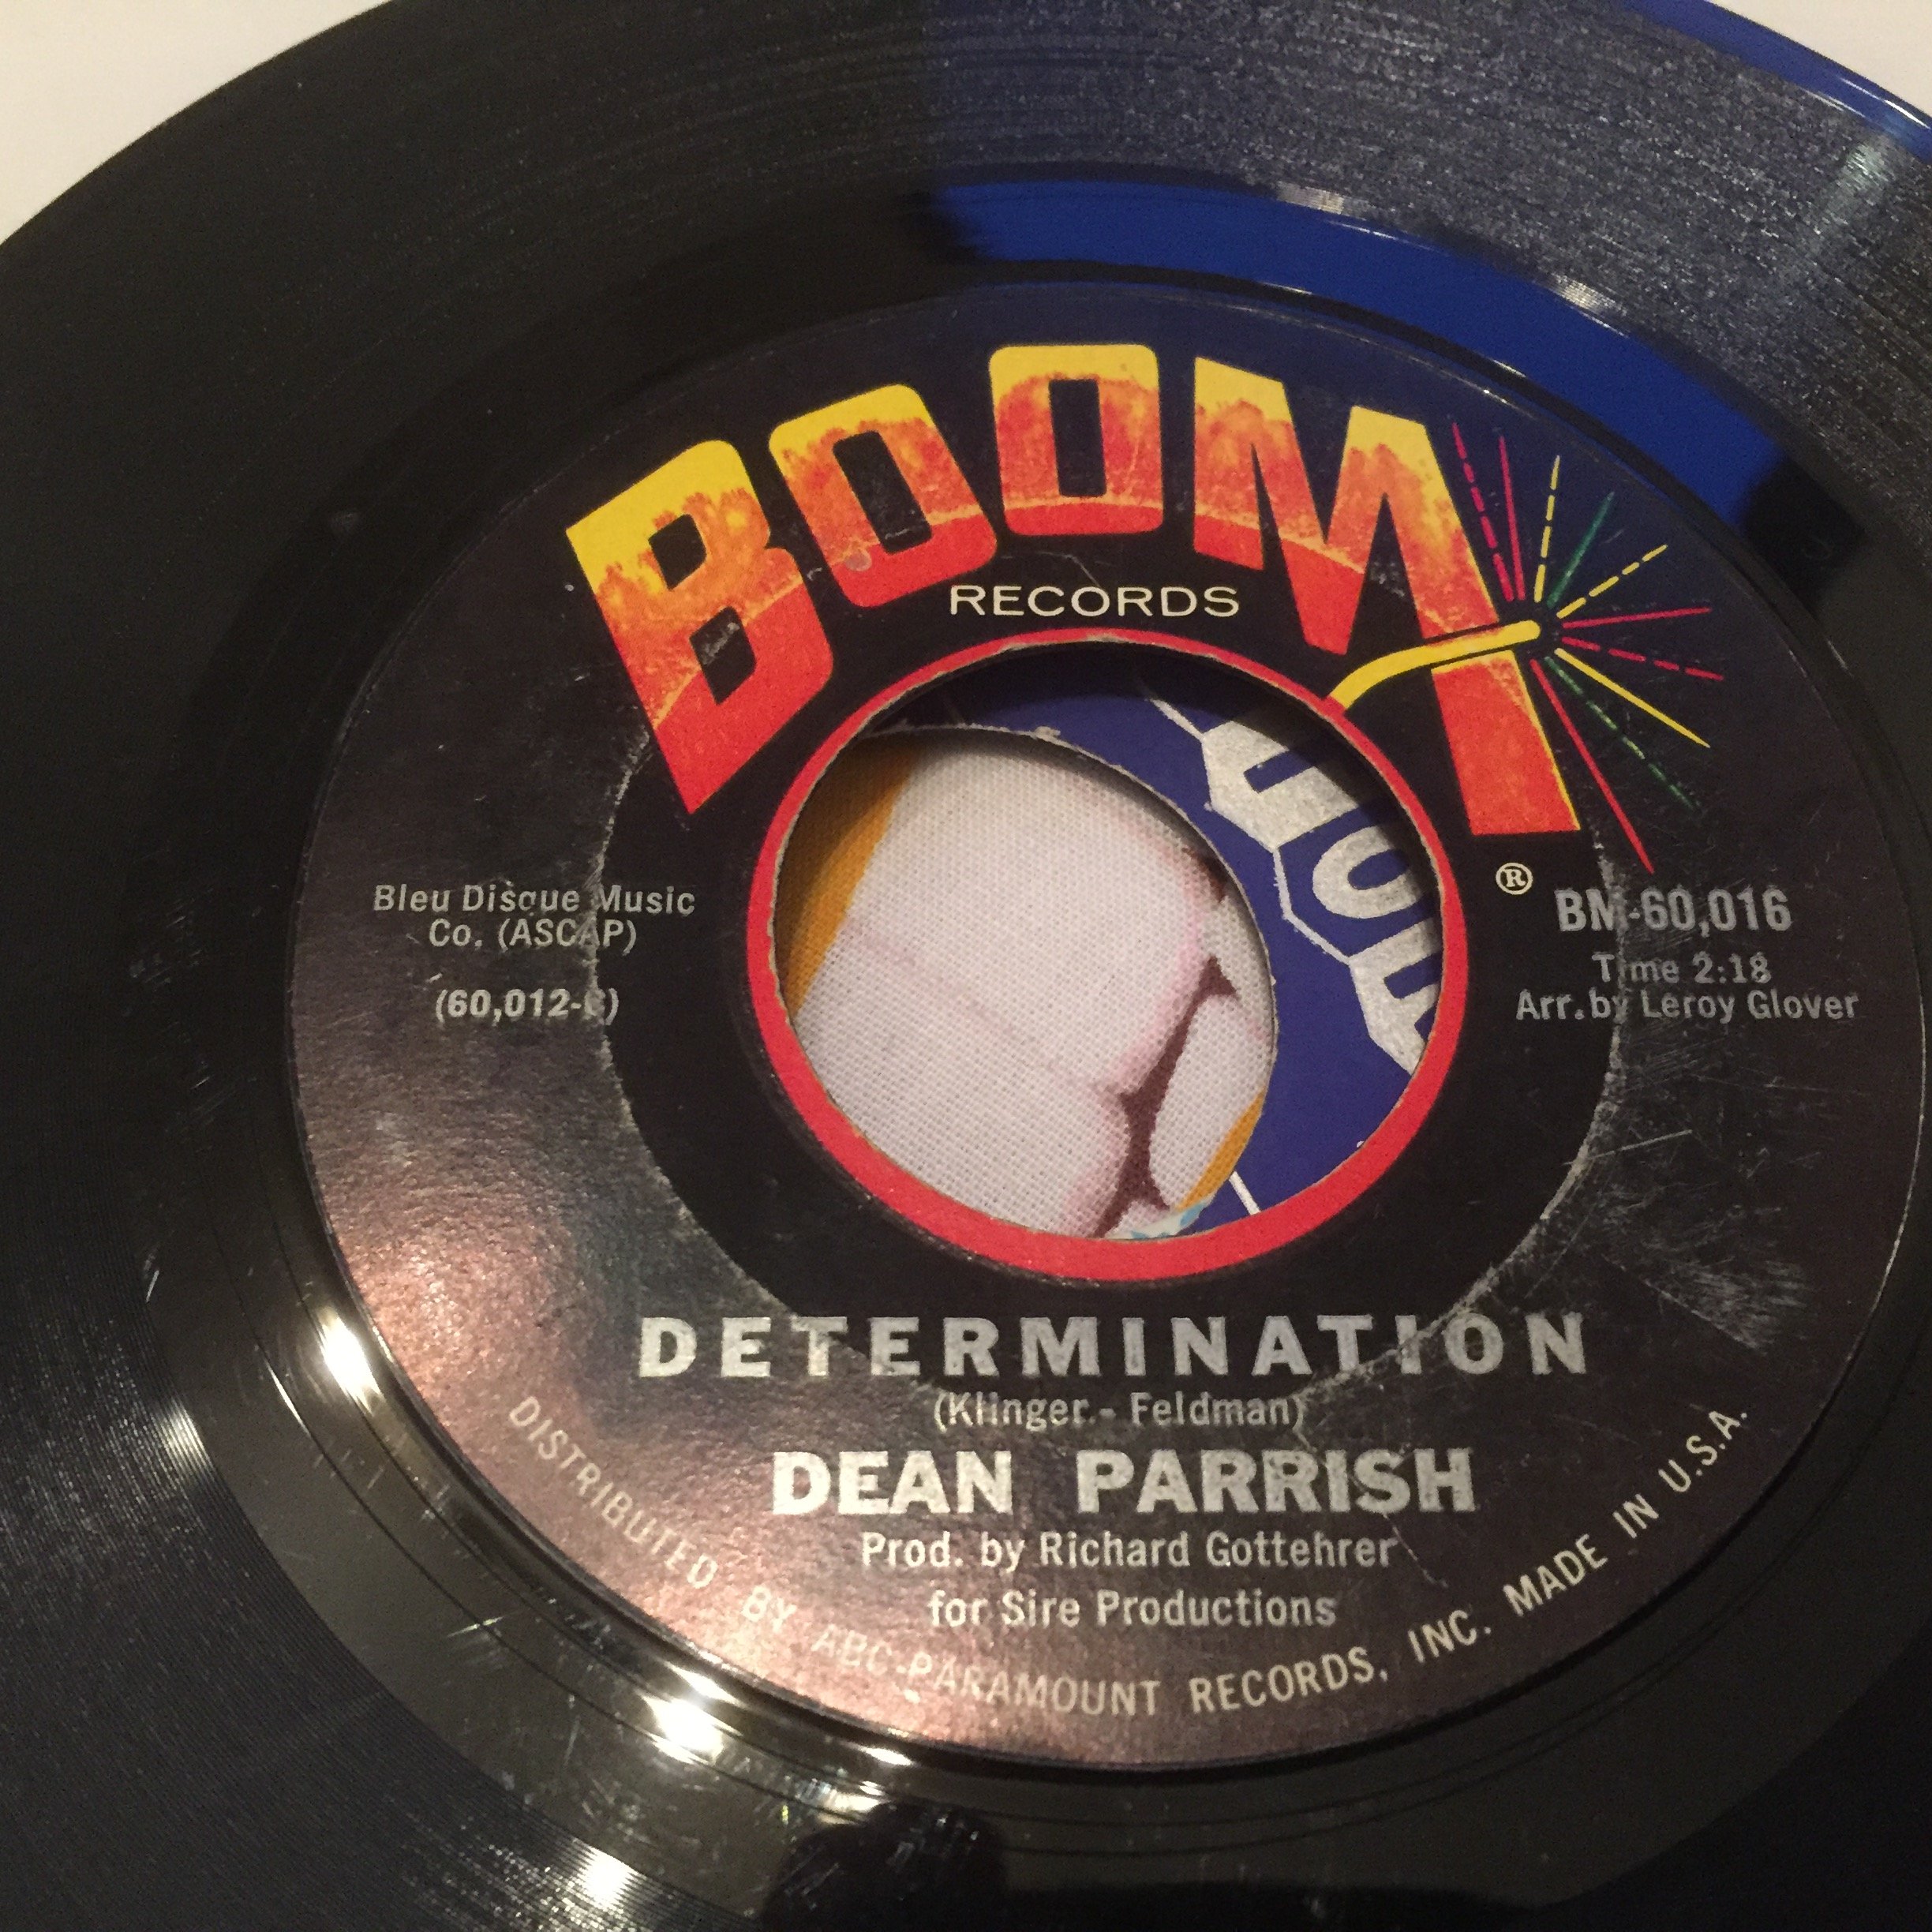 BOOM
RECORDS
®
Bleu Disque Music
Co. (ASCAP)
BM-60,016
Time 2:18
Arr. by Leroy Glover
DETERMINATION
(Klinger - Feldman)
DEAN PARRISH
Prod. by Richard Gottehrer
for Sire Productions
DISTRIBUTED BY ABC-PARAMOUNT RECORDS, INC. MADE IN U.S.A.